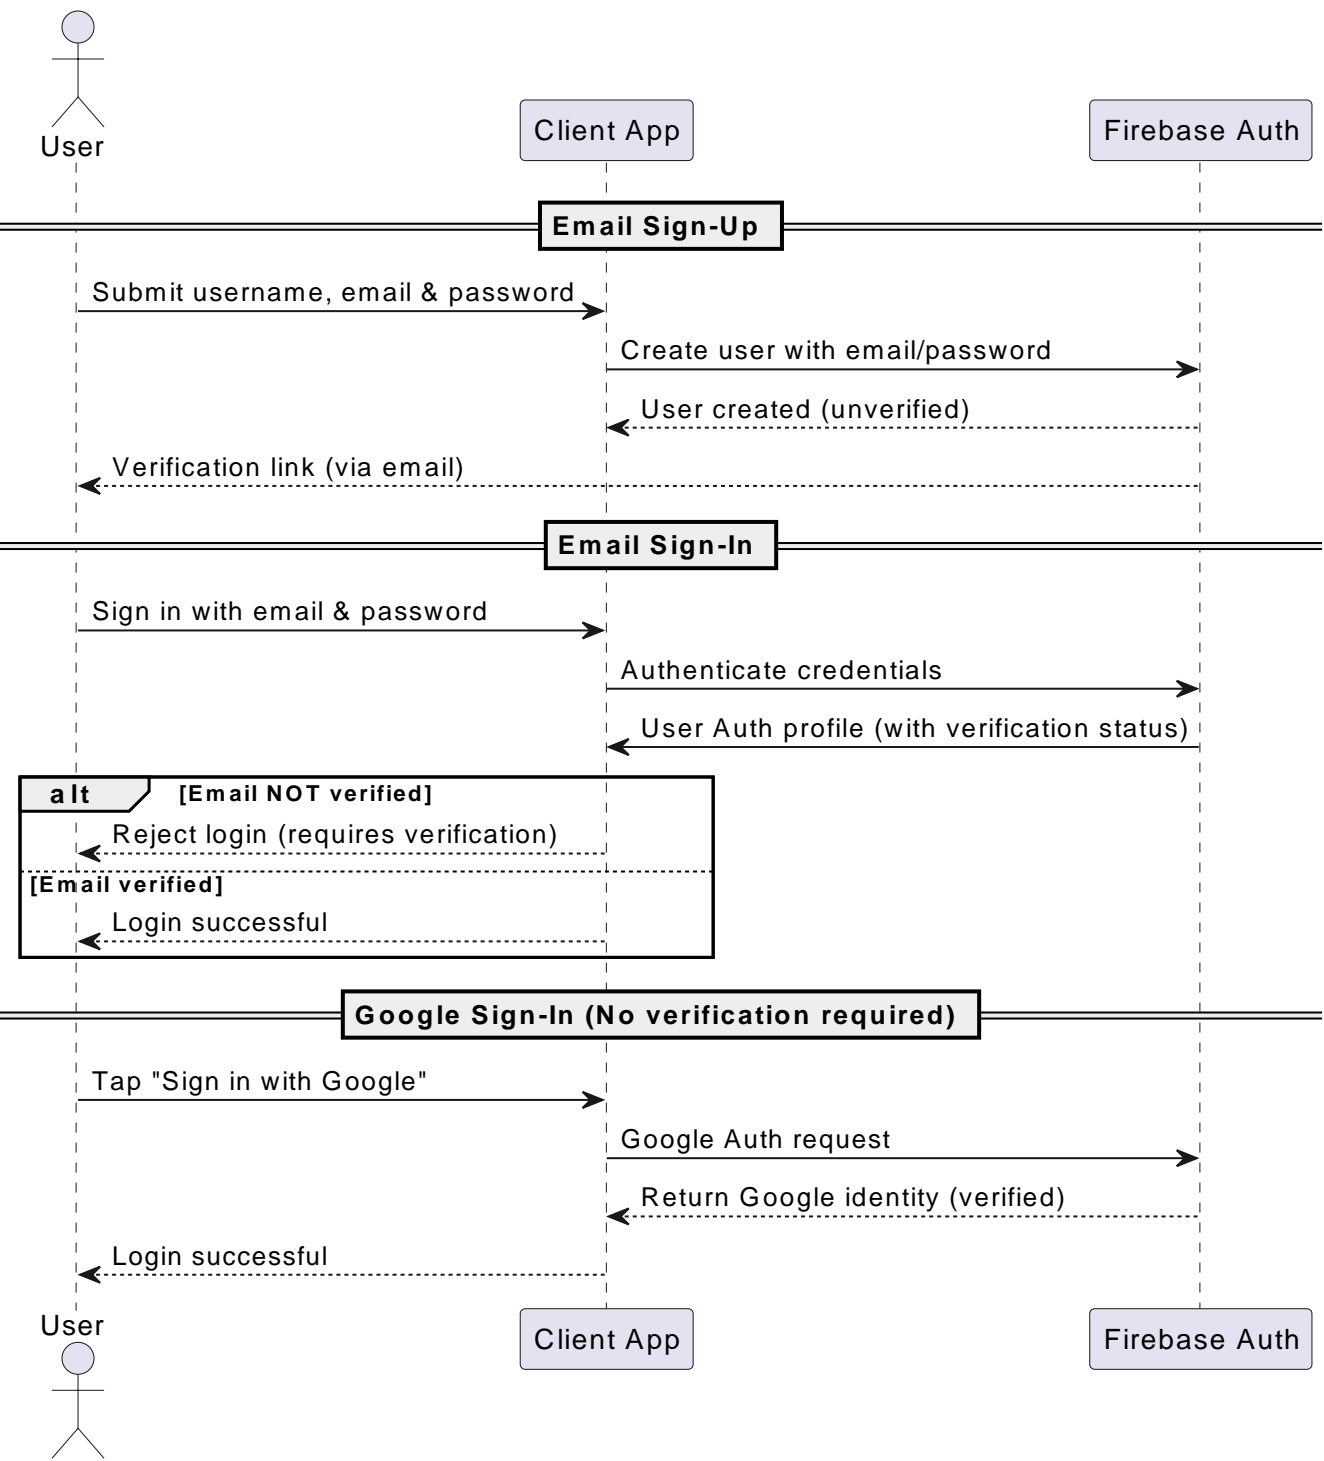 User
Client App
Firebase Auth
Email Sign-Up
Submit username, email & password
Create user with email/password
User created (unverified)
Verification link (via email)
Email Sign-In
Sign in with email & password
Authenticate credentials
User Auth profile (with verification status)
alt [Email NOT verified]
Reject login (requires verification)
[Email verified]
Login successful
Google Sign-In (No verification required)
Tap "Sign in with Google"
Google Auth request
Return Google identity (verified)
Login successful
User
Client App
Firebase Auth